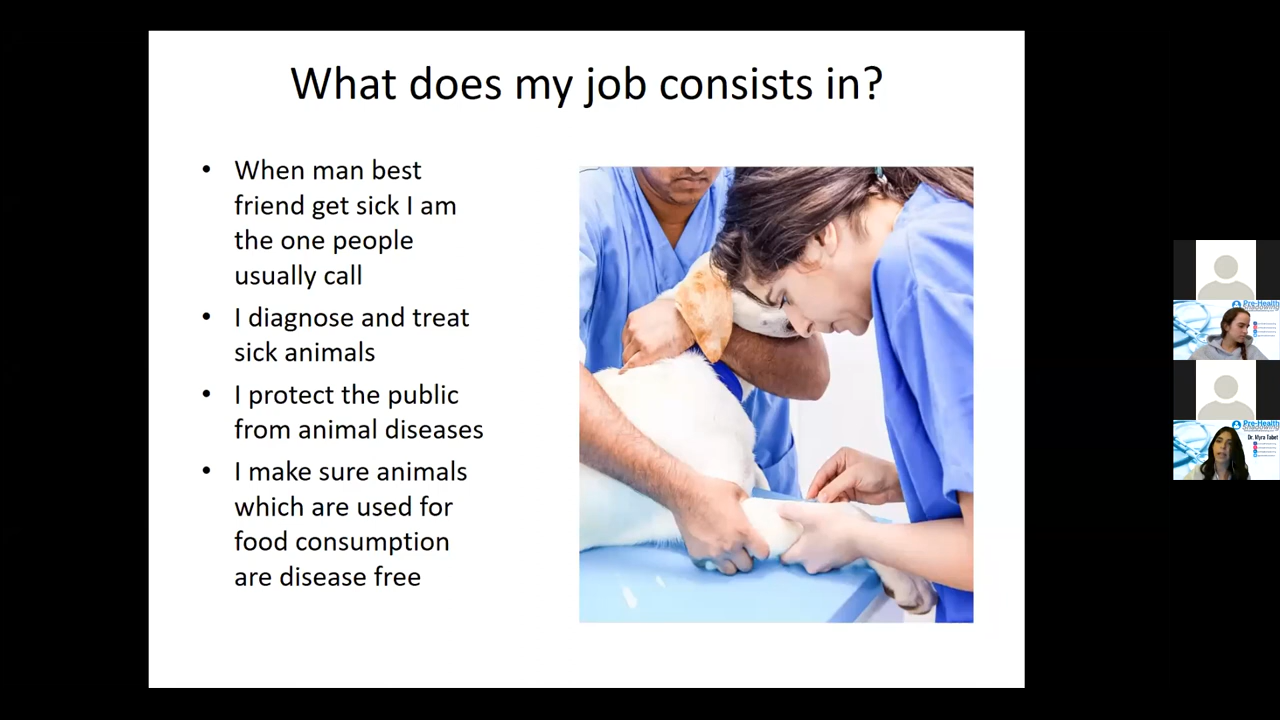 What does my job consists in?
• When man best
friend get sick I am
the one people
usually call
• I diagnose and treat
sick animals
• I protect the public
from animal diseases
• I make sure animals
which are used for
food consumption
are disease free
Pre-Health
Shadowing
Pre-Health
Shadowing
Dr. Myra Tabet